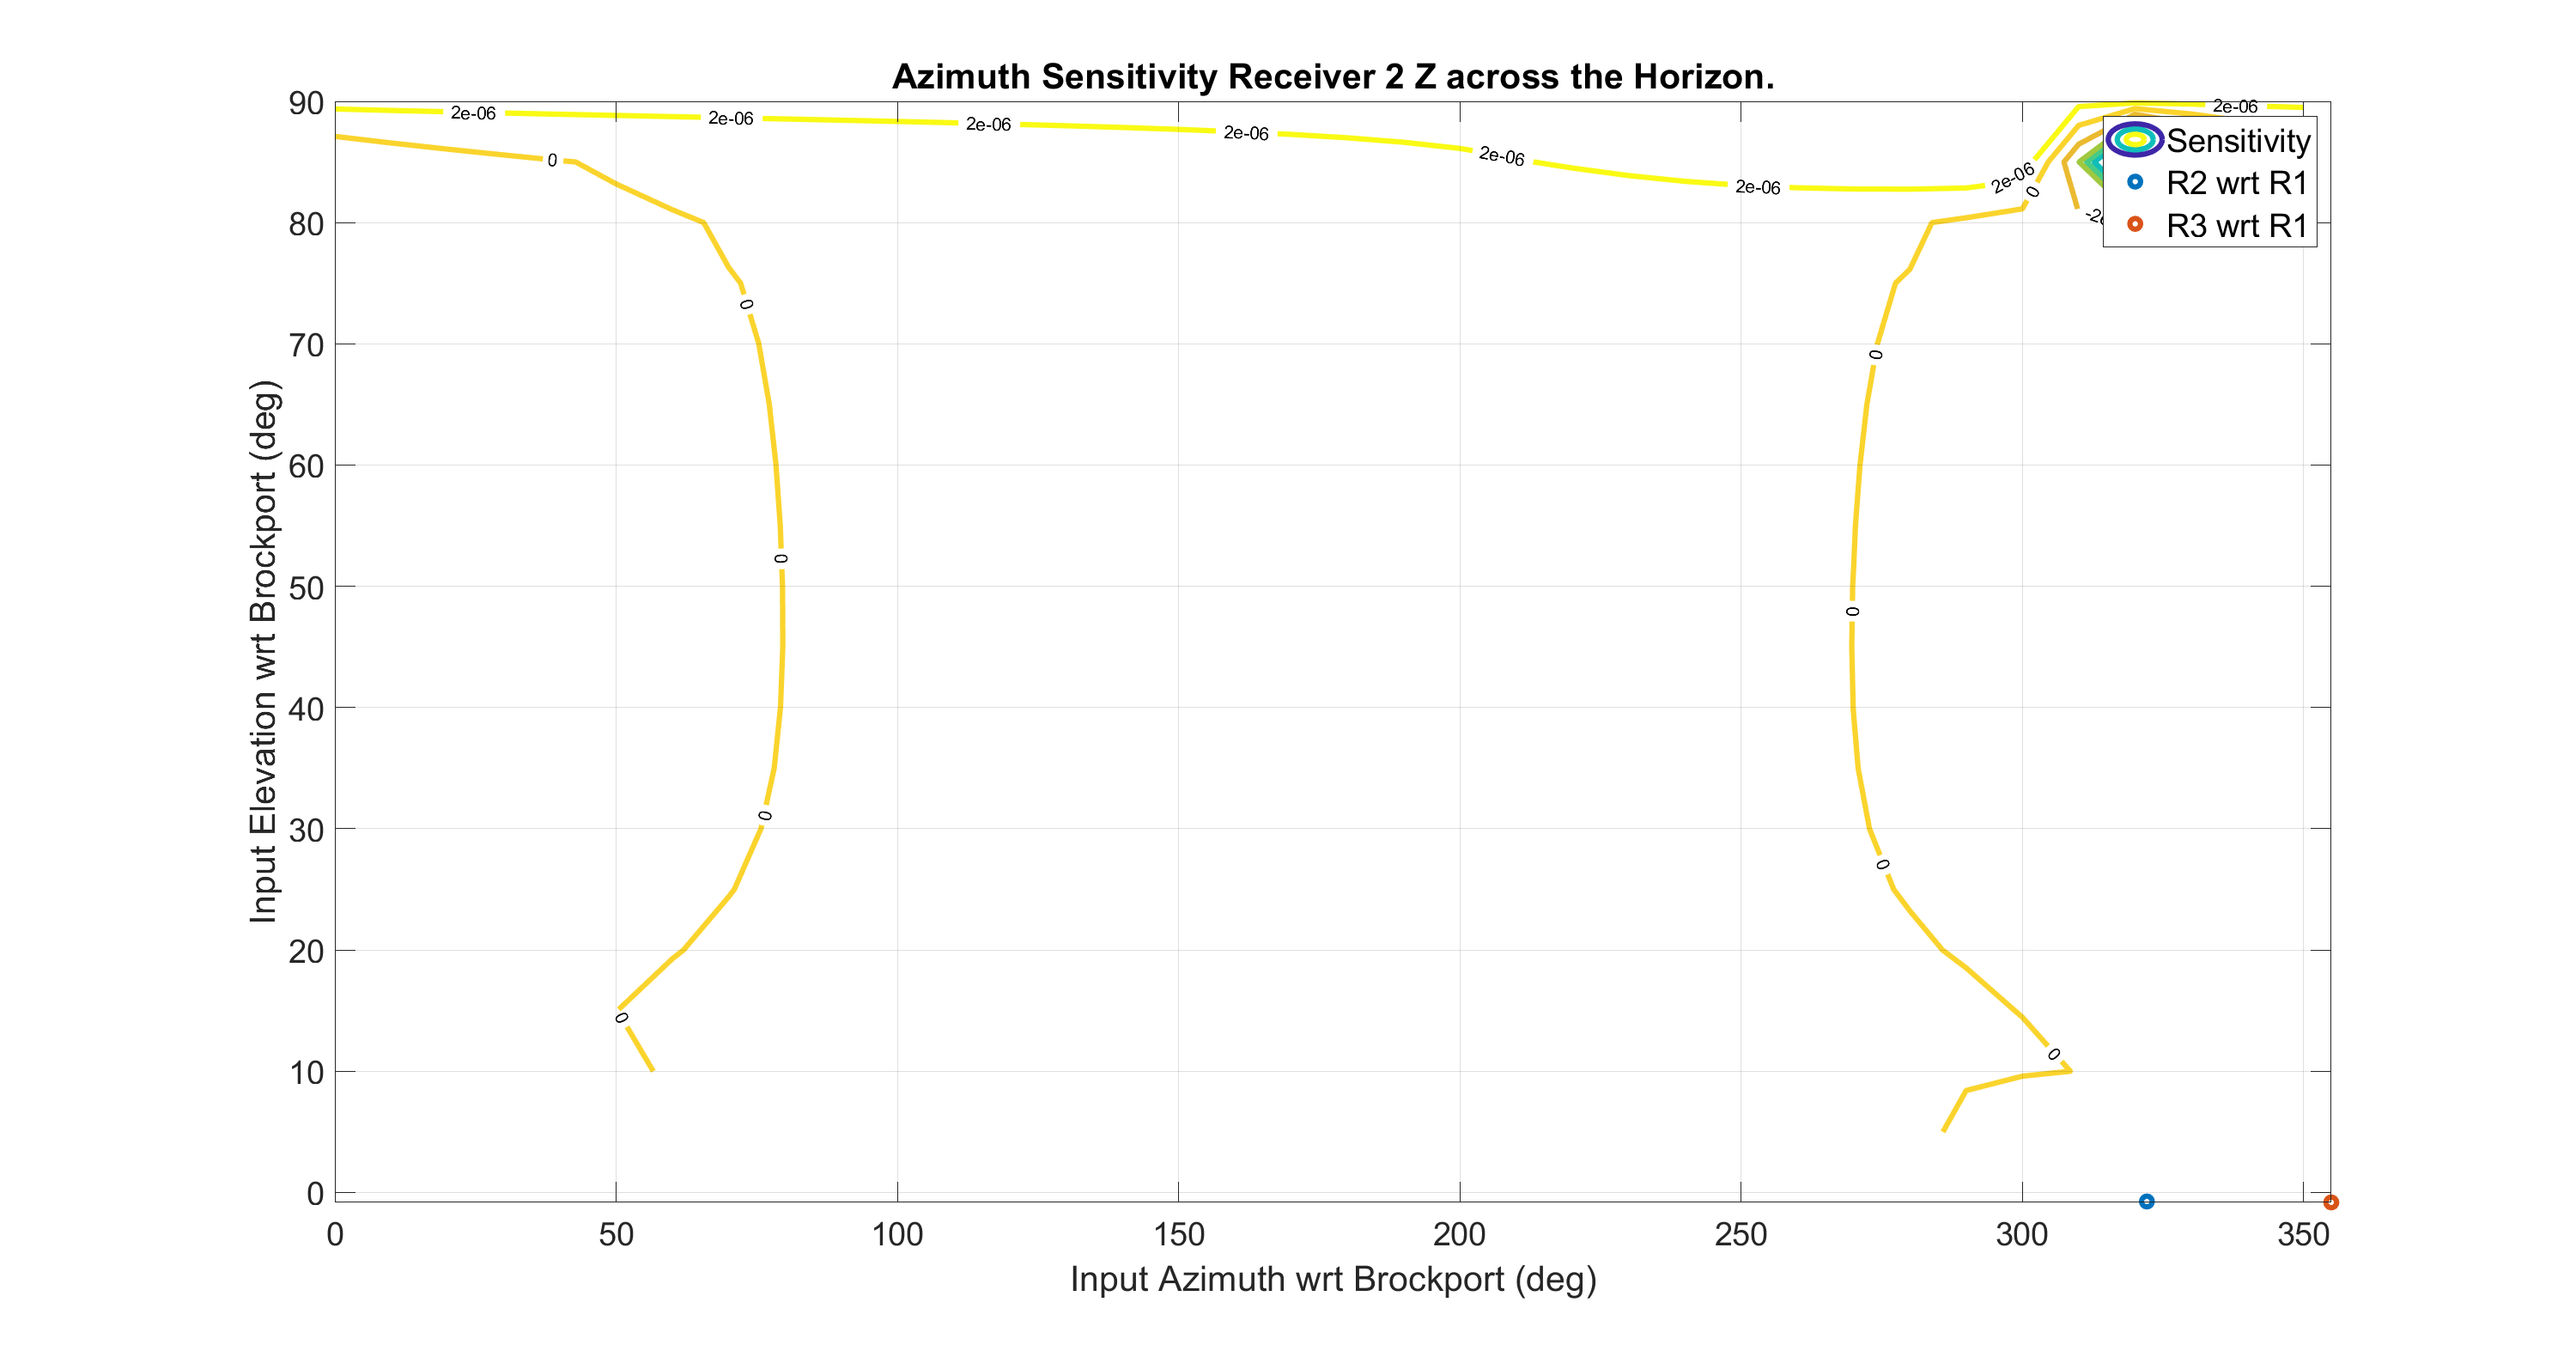 Azimuth Sensitivity Receiver 2 Z across the Horizon.
90
80
70
60
50
40
30
20
10
0
Input Elevation wrt Brockport (deg)
2e-06
2e-06
2e-06
2e-06
2e-06
2e-06
2e-06
2e-06
0
0
0
0
0
0
0
0
0
0
Sensitivity
R2 wrt R1
R3 wrt R1
0
50
100
150
200
250
300
350
Input Azimuth wrt Brockport (deg)